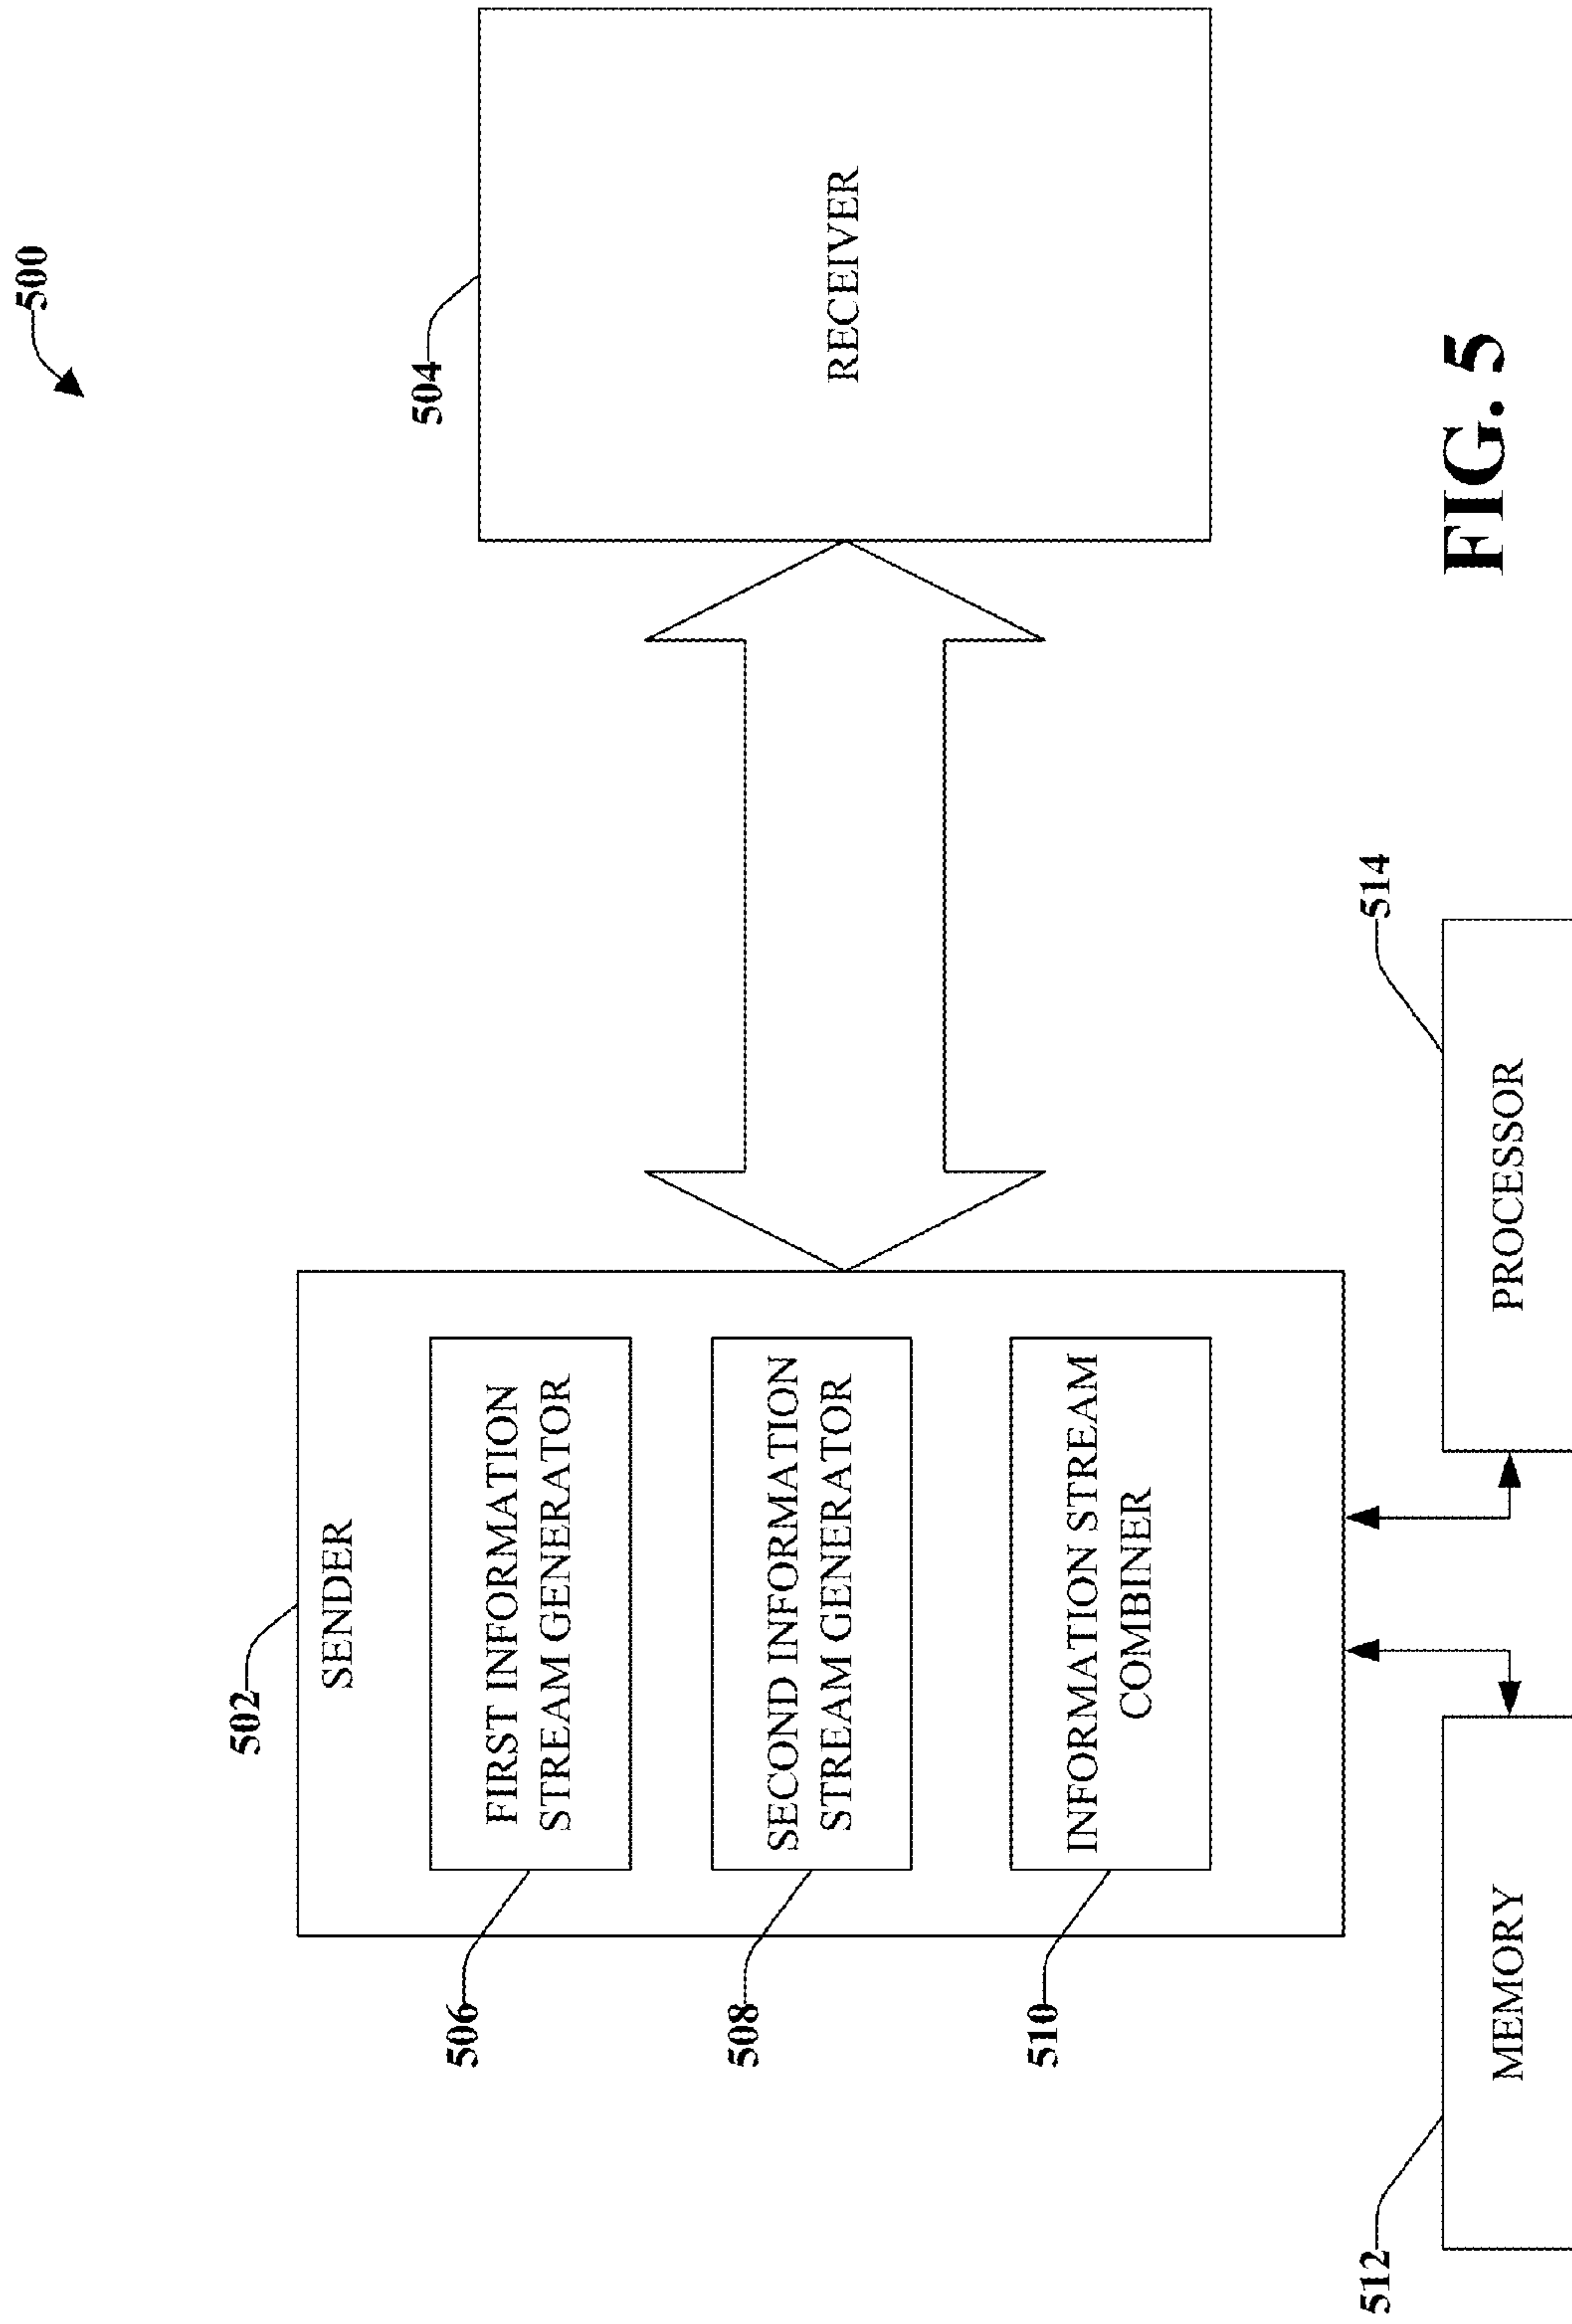 500
502
SENDER
504
506
FIRST INFORMATION
STREAM GENERATOR
RECEIVER
508
SECOND INFORMATION
STREAM GENERATOR
510
INFORMATION STREAM
COMBINER
512
MEMORY
514
PROCESSOR
FIG. 5